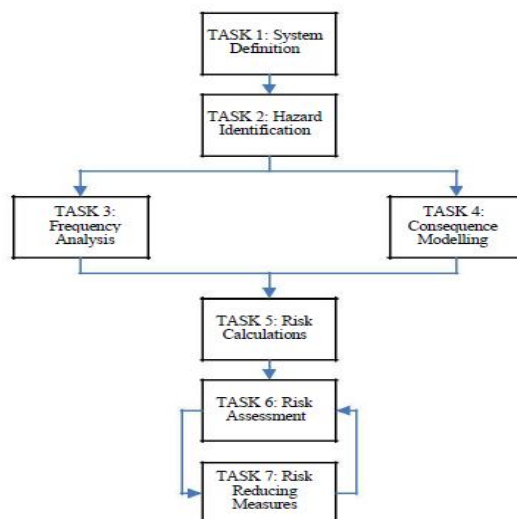 TASK 1: System
Definition
TASK 2: Hazard
Identification
TASK 3:
Frequency
Analysis
TASK 4:
Consequence
Modelling
TASK 5: Risk
Calculations
TASK 6: Risk
Assessment
TASK 7: Risk
Reducing
Measures